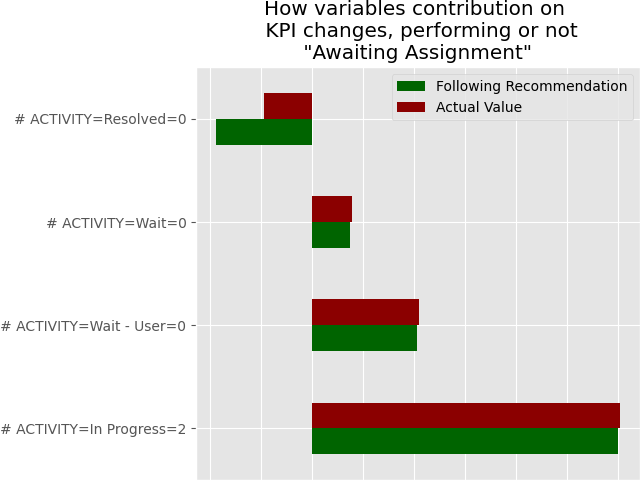 How variables contribution on
KPI changes, performing or not
"Awaiting Assignment"
Following Recommendation
Actual Value
# ACTIVITY=Resolved=0
# ACTIVITY=Wait=0
# ACTIVITY=Wait - User=0
# ACTIVITY=In Progress=2